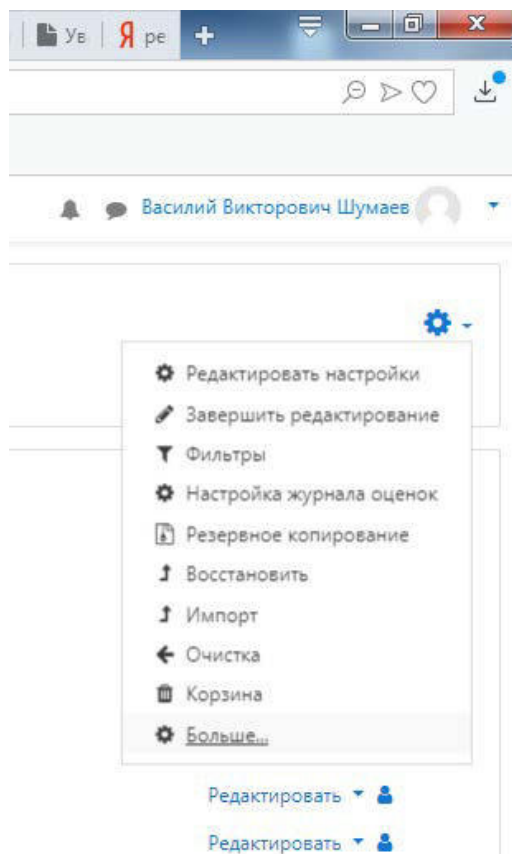 Ув Я ре
Василий Викторович Шумаев
Редактировать настройки
Завершить редактирование
Фильтры
Настройка журнала оценок
Резервное копирование
Восстановить
Импорт
Очистка
Корзина
Больше...
Редактировать
Редактировать